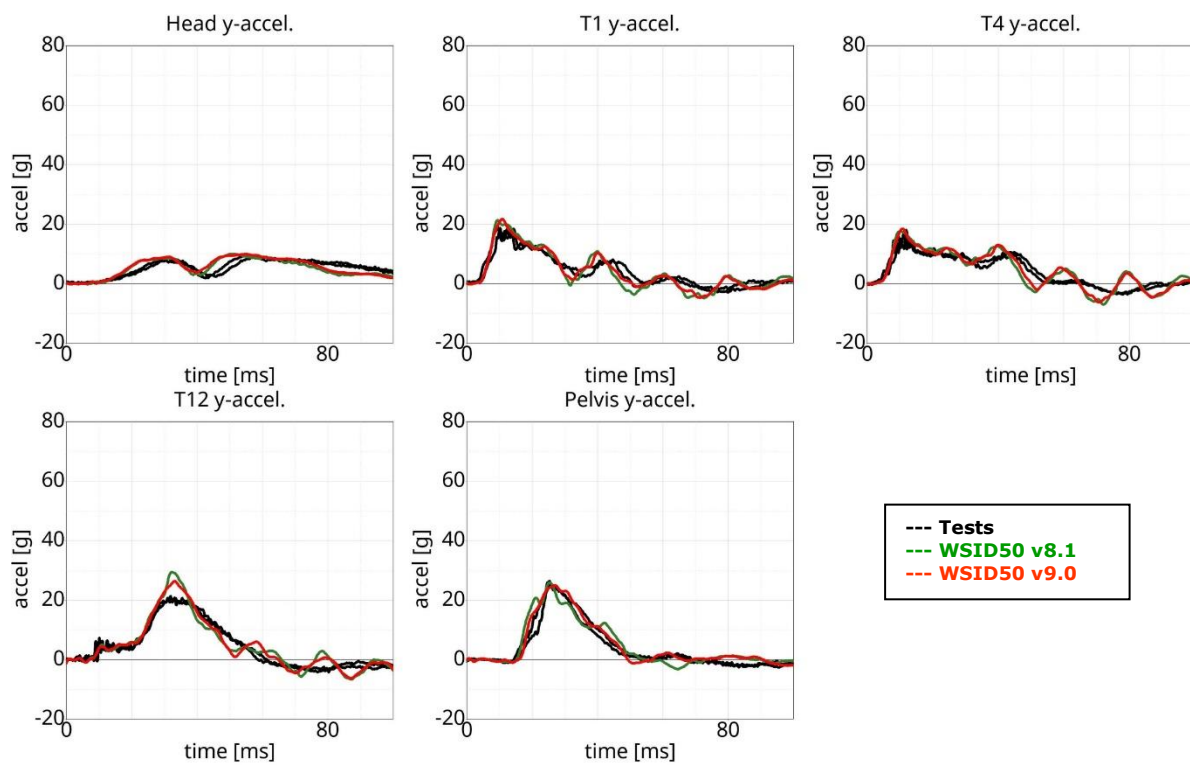 Head y-accel.
80
60
40
20
0
-20
accel [g]
0
80
time [ms]
T1 y-accel.
80
60
40
20
0
-20
accel [g]
0
80
time [ms]
T4 y-accel.
80
60
40
20
0
-20
accel [g]
0
80
time [ms]
T12 y-accel.
80
60
40
20
0
-20
accel [g]
0
80
time [ms]
Pelvis y-accel.
80
60
40
20
0
-20
accel [g]
0
80
time [ms]
--- Tests
--- WSID50 v8.1
--- WSID50 v9.0